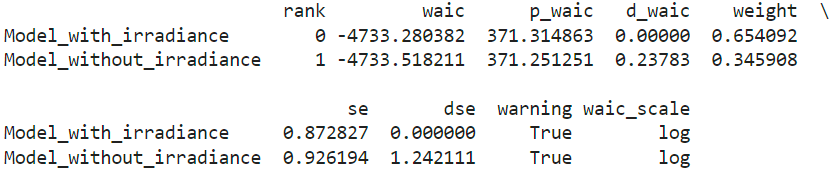 rank waic p_waic d_waic weight \
Model_with_irradiance 0 -4733.280382 371.314863 0.00000 0.654092
Model_without_irradiance 1 -4733.518211 371.251251 0.23783 0.345908
se dse warning waic_scale
Model_with_irradiance 0.872827 0.000000 True log
Model_without_irradiance 0.926194 1.242111 True log